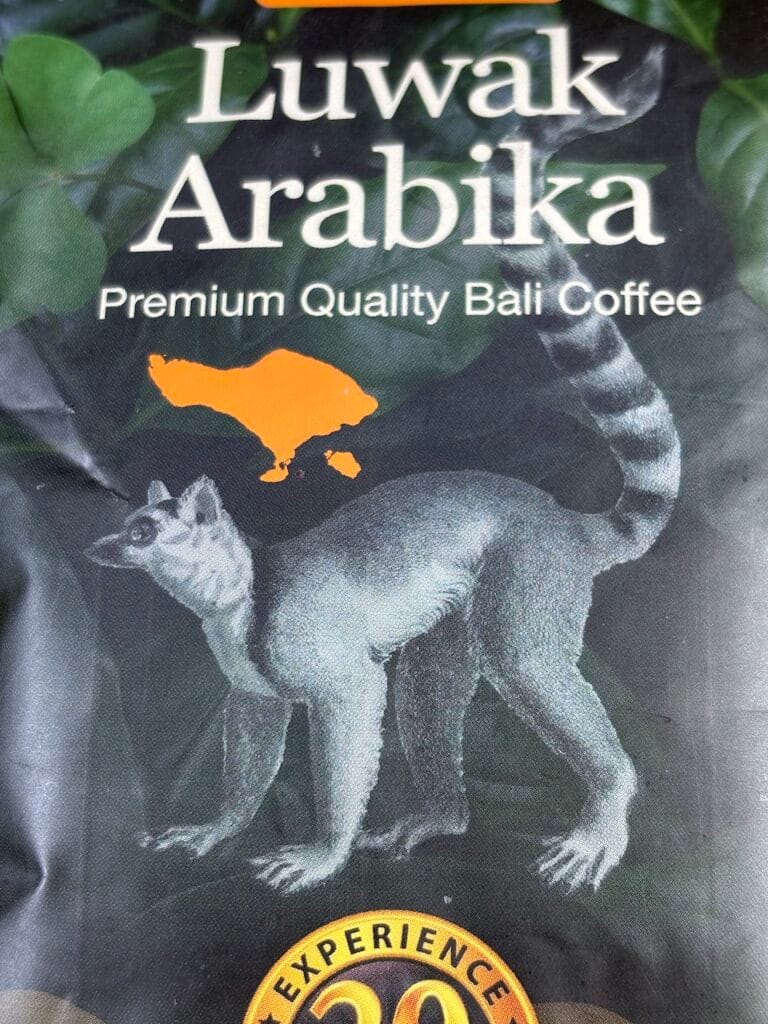 Luwak
Arabika
Premium Quality Bali Coffee
EXPERIENCE